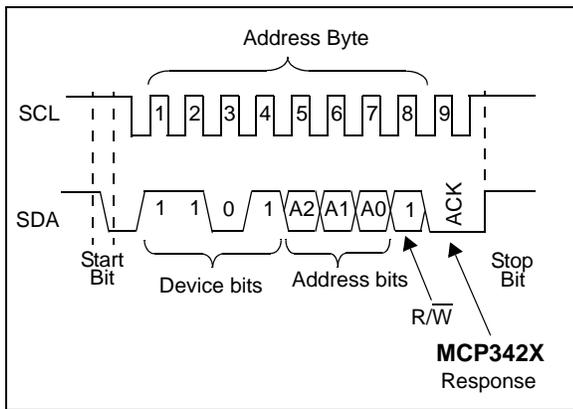 Address Byte
SCL 1 2 3 4 5 6 7 8 9
SDA 1 1 0 1 A2 A1 A0 1 ACK
Start Bit
Device bits
Address bits
Stop Bit
R/W̅
MCP342X
Response